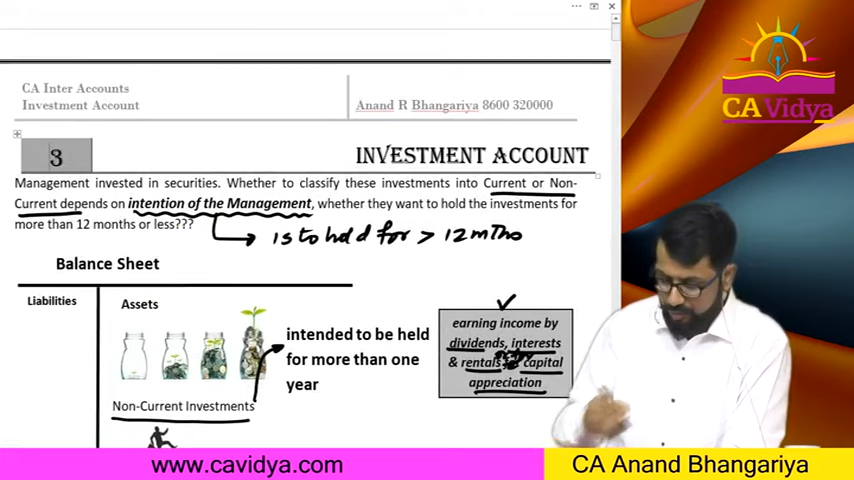 CA Inter Accounts
Investment Account
Anand R Bhangariya 8600 320000
CA Vidya
3
INVESTMENT ACCOUNT
Management invested in securities. Whether to classify these investments into Current or Non-
Current depends on intention of the Management, whether they want to hold the investments for
more than 12 months or less???
is to held for > 12 mths
Balance Sheet
Liabilities
Assets
intended to be held
for more than one
year
Non-Current Investments
earning income by
dividends, interests
& rentals capital
appreciation
www.cavidya.com
CA Anand Bhangariya